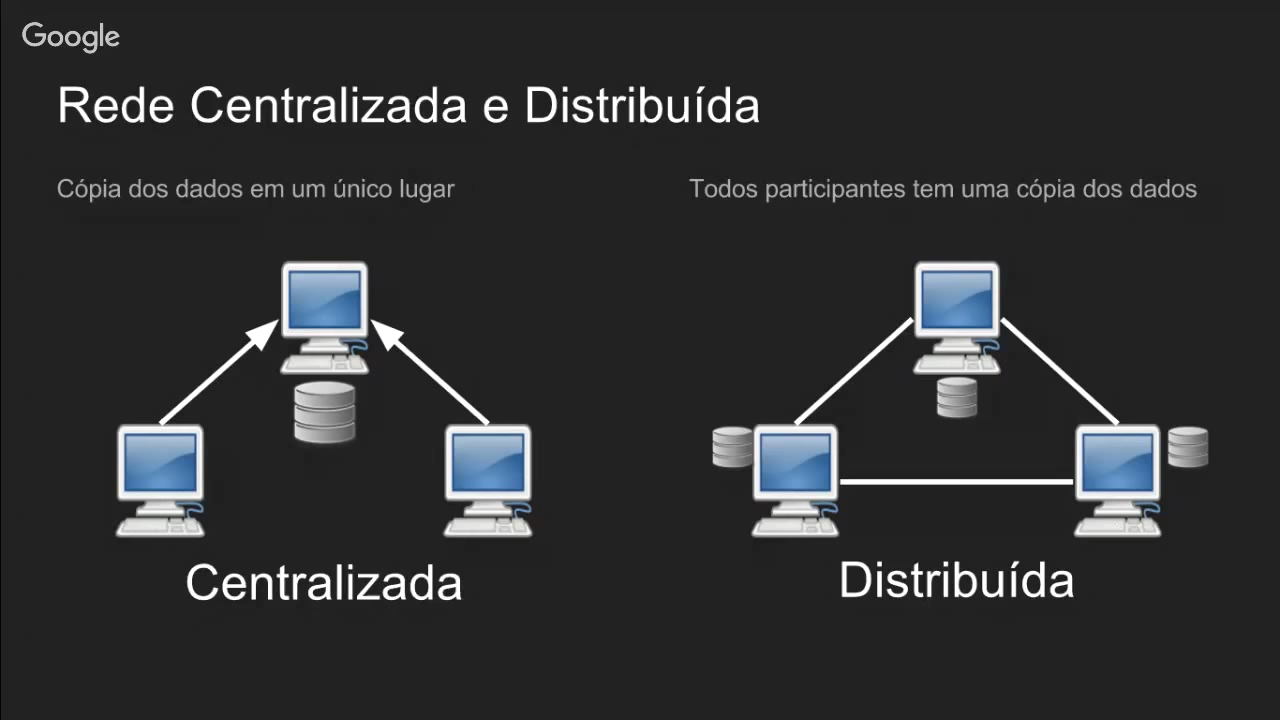 Google
Rede Centralizada e Distribuída
Cópia dos dados em um único lugar
Todos participantes tem uma cópia dos dados
Centralizada
Distribuída